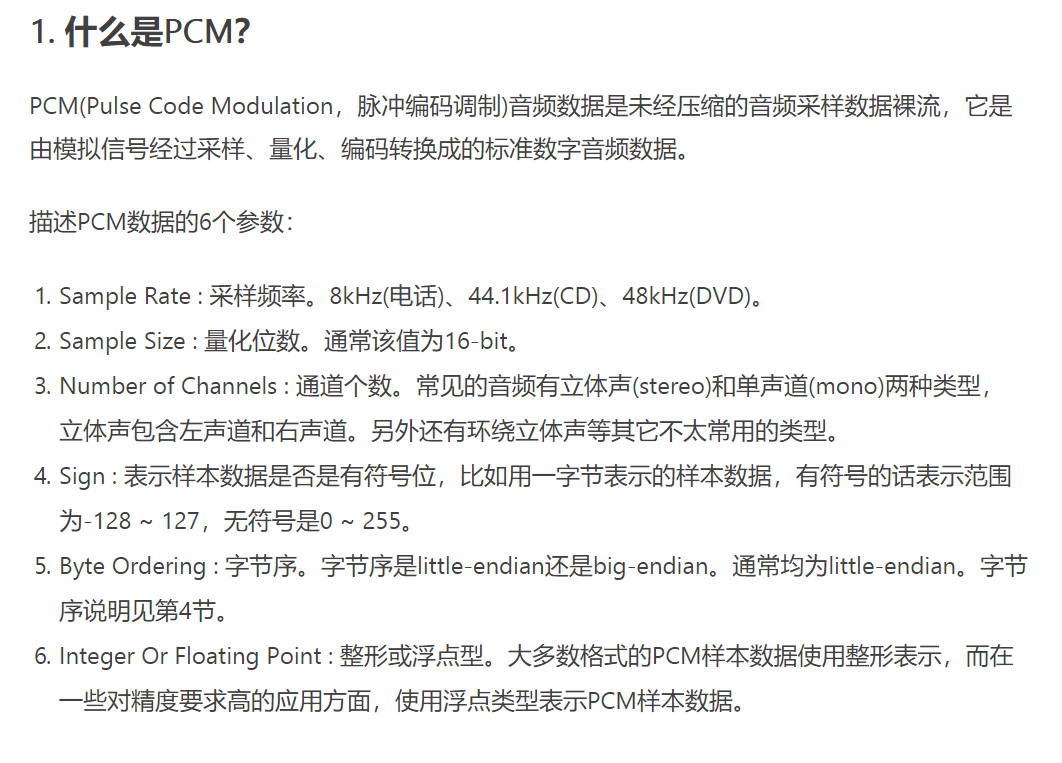 1. 什么是PCM？
PCM(Pulse Code Modulation，脉冲编码调制)音频数据是未经压缩的音频采样数据裸流，它是
由模拟信号经过采样、量化、编码转换成的标准数字音频数据。
描述PCM数据的6个参数：
1. Sample Rate : 采样频率。8kHz(电话)、44.1kHz(CD)、48kHz(DVD)。
2. Sample Size : 量化位数。通常该值为16-bit。
3. Number of Channels : 通道个数。常见的音频有立体声(stereo)和单声道(mono)两种类型，
立体声包含左声道和右声道。另外还有环绕立体声等其它不太常用的类型。
4. Sign : 表示样本数据是否是有符号位，比如用一字节表示的样本数据，有符号的话表示范围
为-128 ~ 127，无符号是0 ~ 255。
5. Byte Ordering : 字节序。字节序是little-endian还是big-endian。通常均为little-endian。字节
序说明见第4节。
6. Integer Or Floating Point : 整形或浮点型。大多数格式的PCM样本数据使用整形表示，而在
一些对精度要求高的应用方面，使用浮点类型表示PCM样本数据。